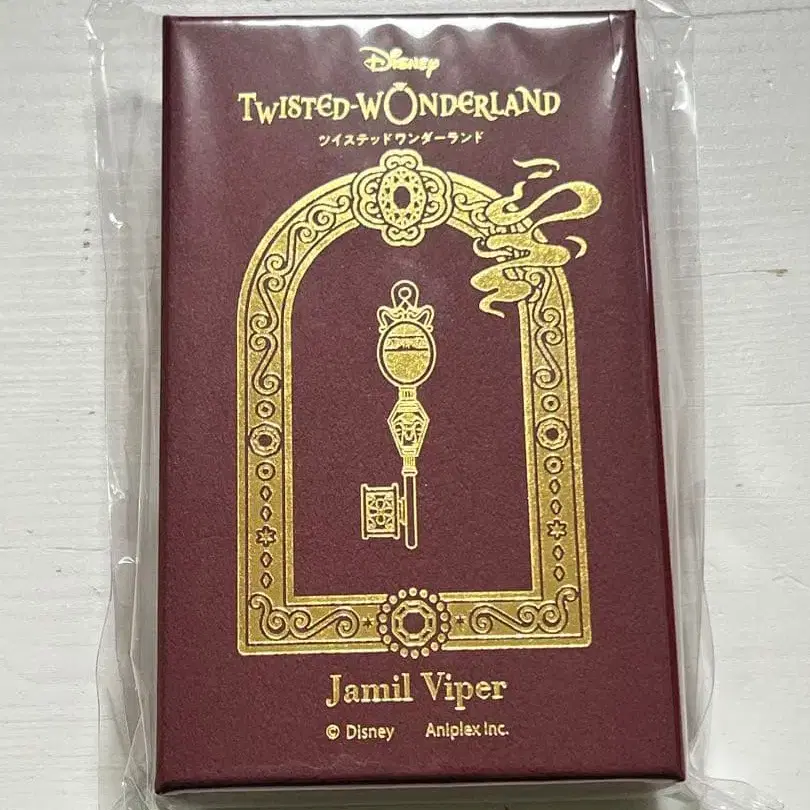 Disney
TWISTED-WONDERLAND
ツイステッドワンダーランド
Jamil Viper
© Disney Aniplex Inc.